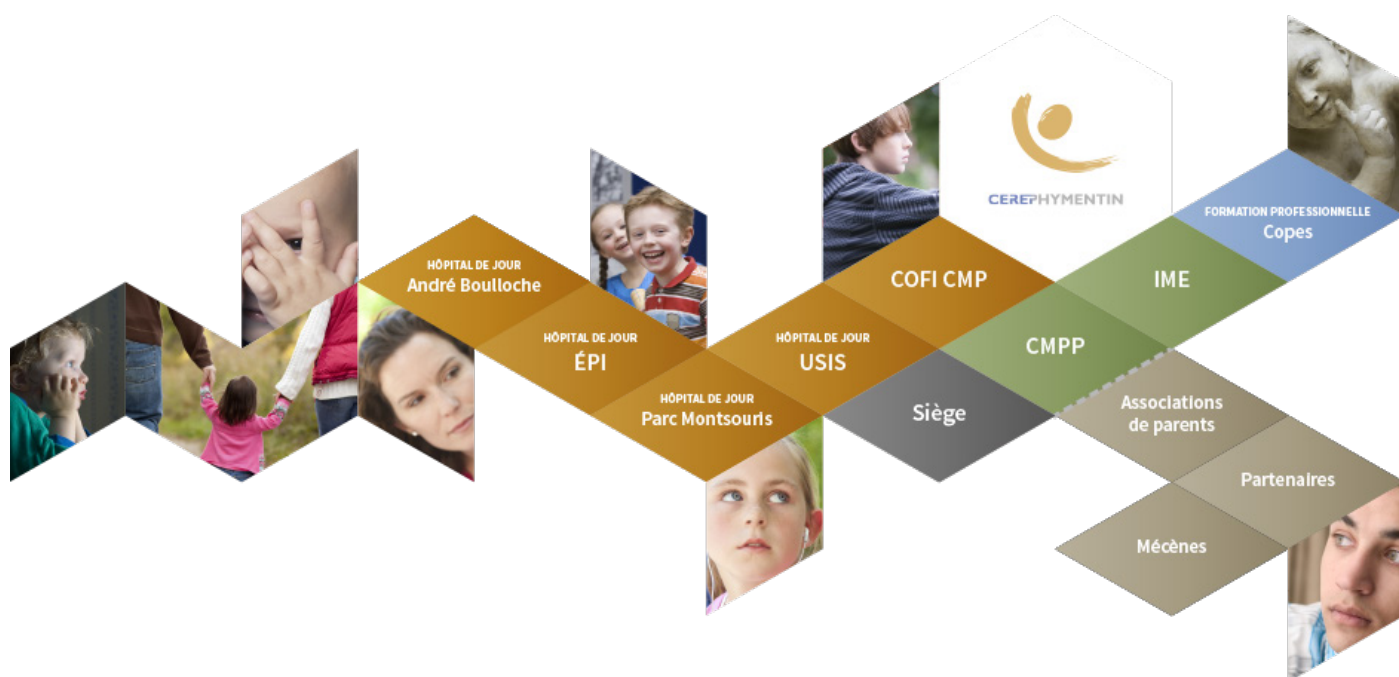 CEREPHYMENTIN
FORMATION PROFESSIONNELLE
Copes
HÔPITAL DE JOUR
André Boulloche
COFI CMP
IME
HÔPITAL DE JOUR
ÉPI
HÔPITAL DE JOUR
USIS
CMPP
HÔPITAL DE JOUR
Parc Montsouris
Siège
Associations
de parents
Partenaires
Mécènes